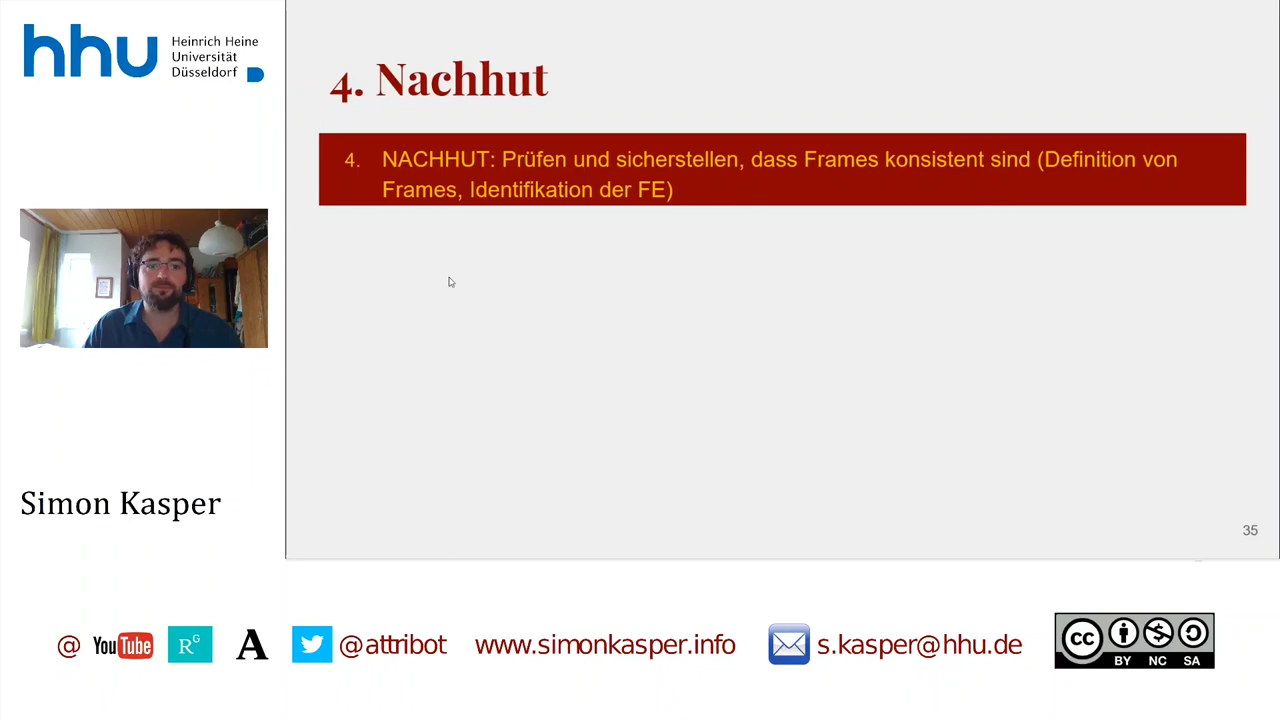 hhu Heinrich Heine
Universität
Düsseldorf
4. Nachhut
4. NACHHUT: Prüfen und sicherstellen, dass Frames konsistent sind (Definition von
Frames, Identifikation der FE)
Simon Kasper
35
@ YouTube RG A @attribot www.simonkasper.info s.kasper@hhu.de cc
BY NC SA